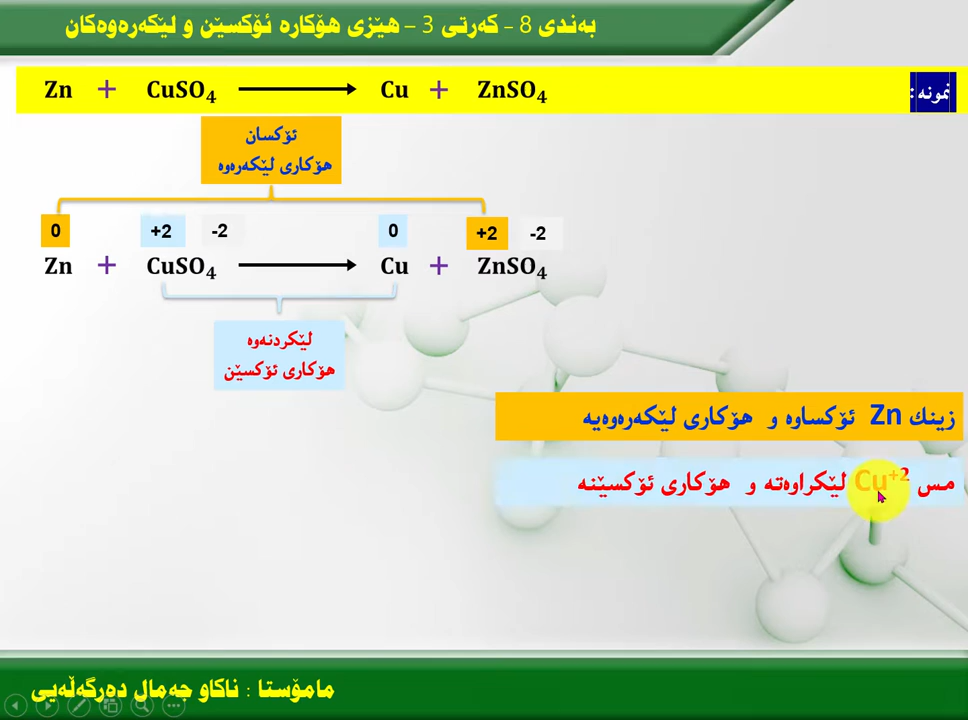 بەندی 8 - کەرتی 3 – هێزی هۆکارە ئۆکسێن و لێکەرەوەکان
نمونە:
Zn + CuSO₄ ⟶ Cu + ZnSO₄
ئۆکسان
هۆکاری لێکەرەوە
0 +2 -2 0 +2 -2
Zn + CuSO₄ ⟶ Cu + ZnSO₄
لێکردنەوە
هۆکاری ئۆکسێن
زینك Zn ئۆکساوە و هۆکاری لێکەرەوەیە
مس Cu⁺² لێکراوەتە و هۆکاری ئۆکسێنە
مامۆستا : ناکاو جەمال دەرگەڵەیی